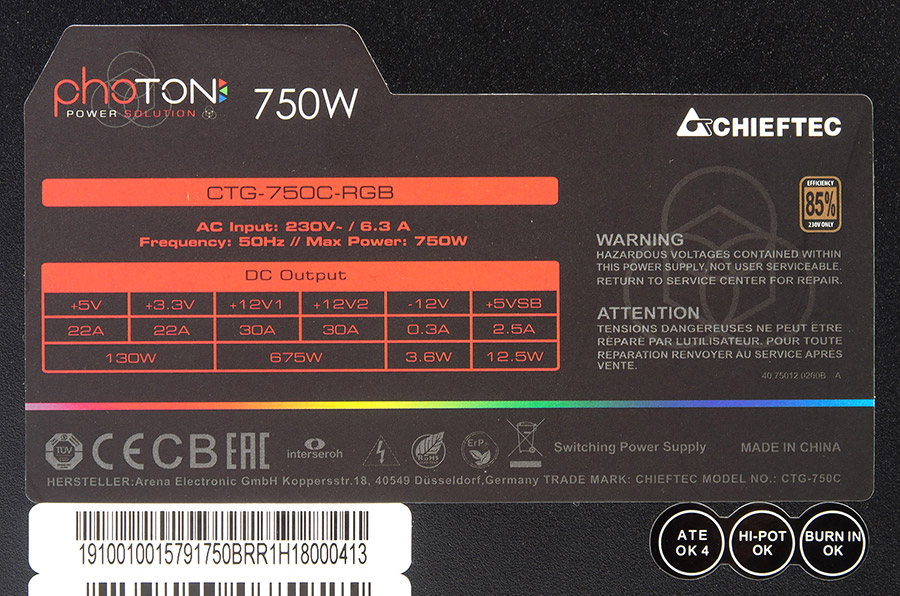 phoTON
POWER SOLUTION
750W
CHIEFTEC
CTG-750C-RGB
EFFICIENCY
85%
230V ONLY
AC Input: 230V~ / 6.3 A
Frequency: 50Hz // Max Power: 750W
DC Output
+5V +3.3V +12V1 +12V2 -12V +5VSB
22A 22A 30A 30A 0.3A 2.5A
130W 675W 3.6W 12.5W
WARNING
HAZARDOUS VOLTAGES CONTAINED WITHIN
THIS POWER SUPPLY, NOT USER SERVICEABLE.
RETURN TO SERVICE CENTER FOR REPAIR.
ATTENTION
TENSIONS DANGEREUSES NE PEUT ÊTRE
RÉPARÉ PAR LUTILISATEUR. POUR TOUTE
REPARATION RENVOYER AU SERVICE APRÉS
VENTE.
40.75012.0260B A
TÜV CE CB EAC interseroh RoHS ErP
Switching Power Supply MADE IN CHINA
HERSTELLER:Arena Electronic GmbH Koppersstr.18, 40549 Düsseldorf,Germany TRADE MARK: CHIEFTEC MODEL NO.: CTG-750C
1910010015791750BRR1H18000413
ATE
OK 4
HI-POT
OK
BURN IN
OK